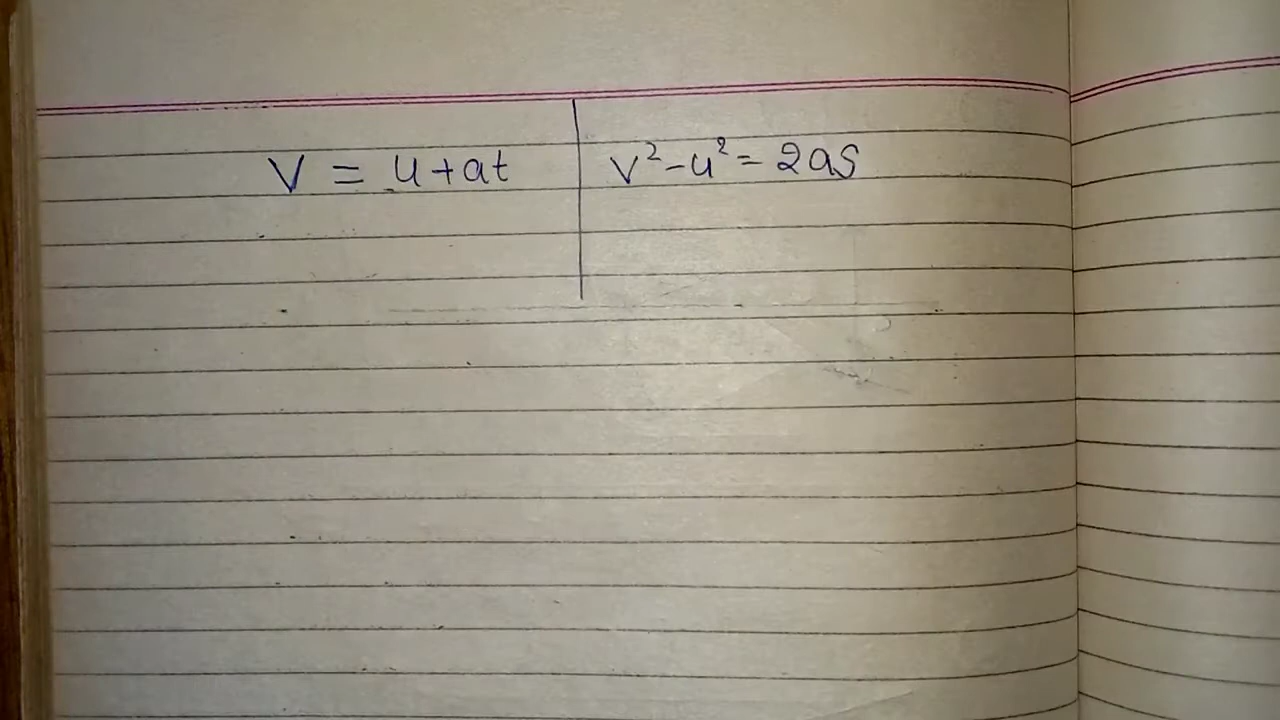 V = u + at
v² - u² = 2as